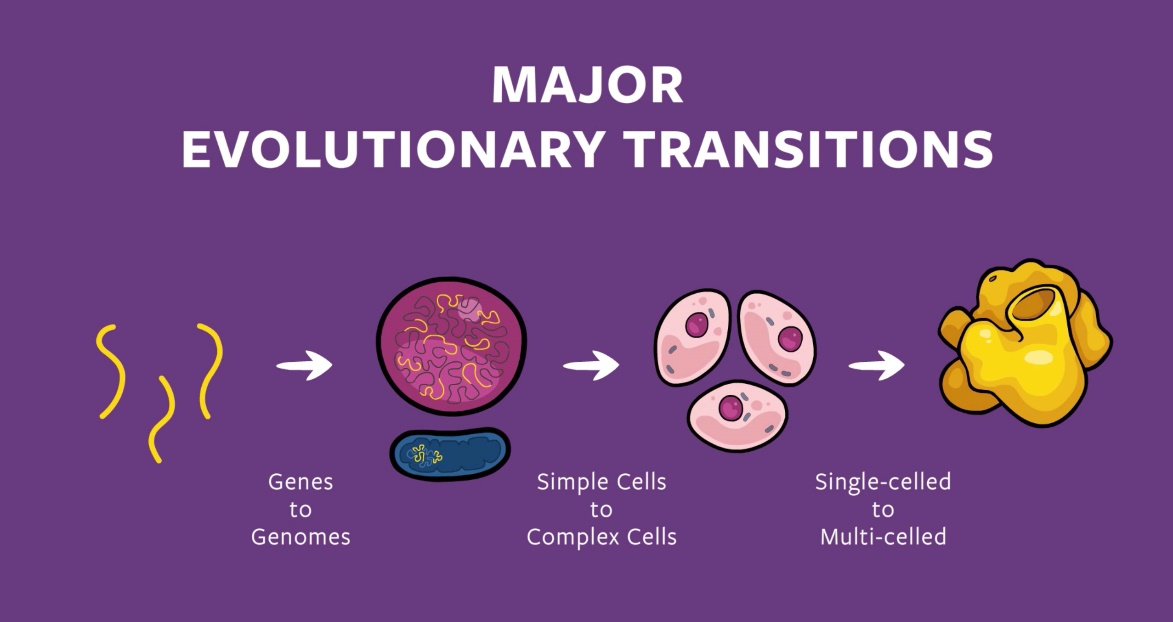 MAJOR
EVOLUTIONARY TRANSITIONS
Genes
to
Genomes
Simple Cells
to
Complex Cells
Single-celled
to
Multi-celled